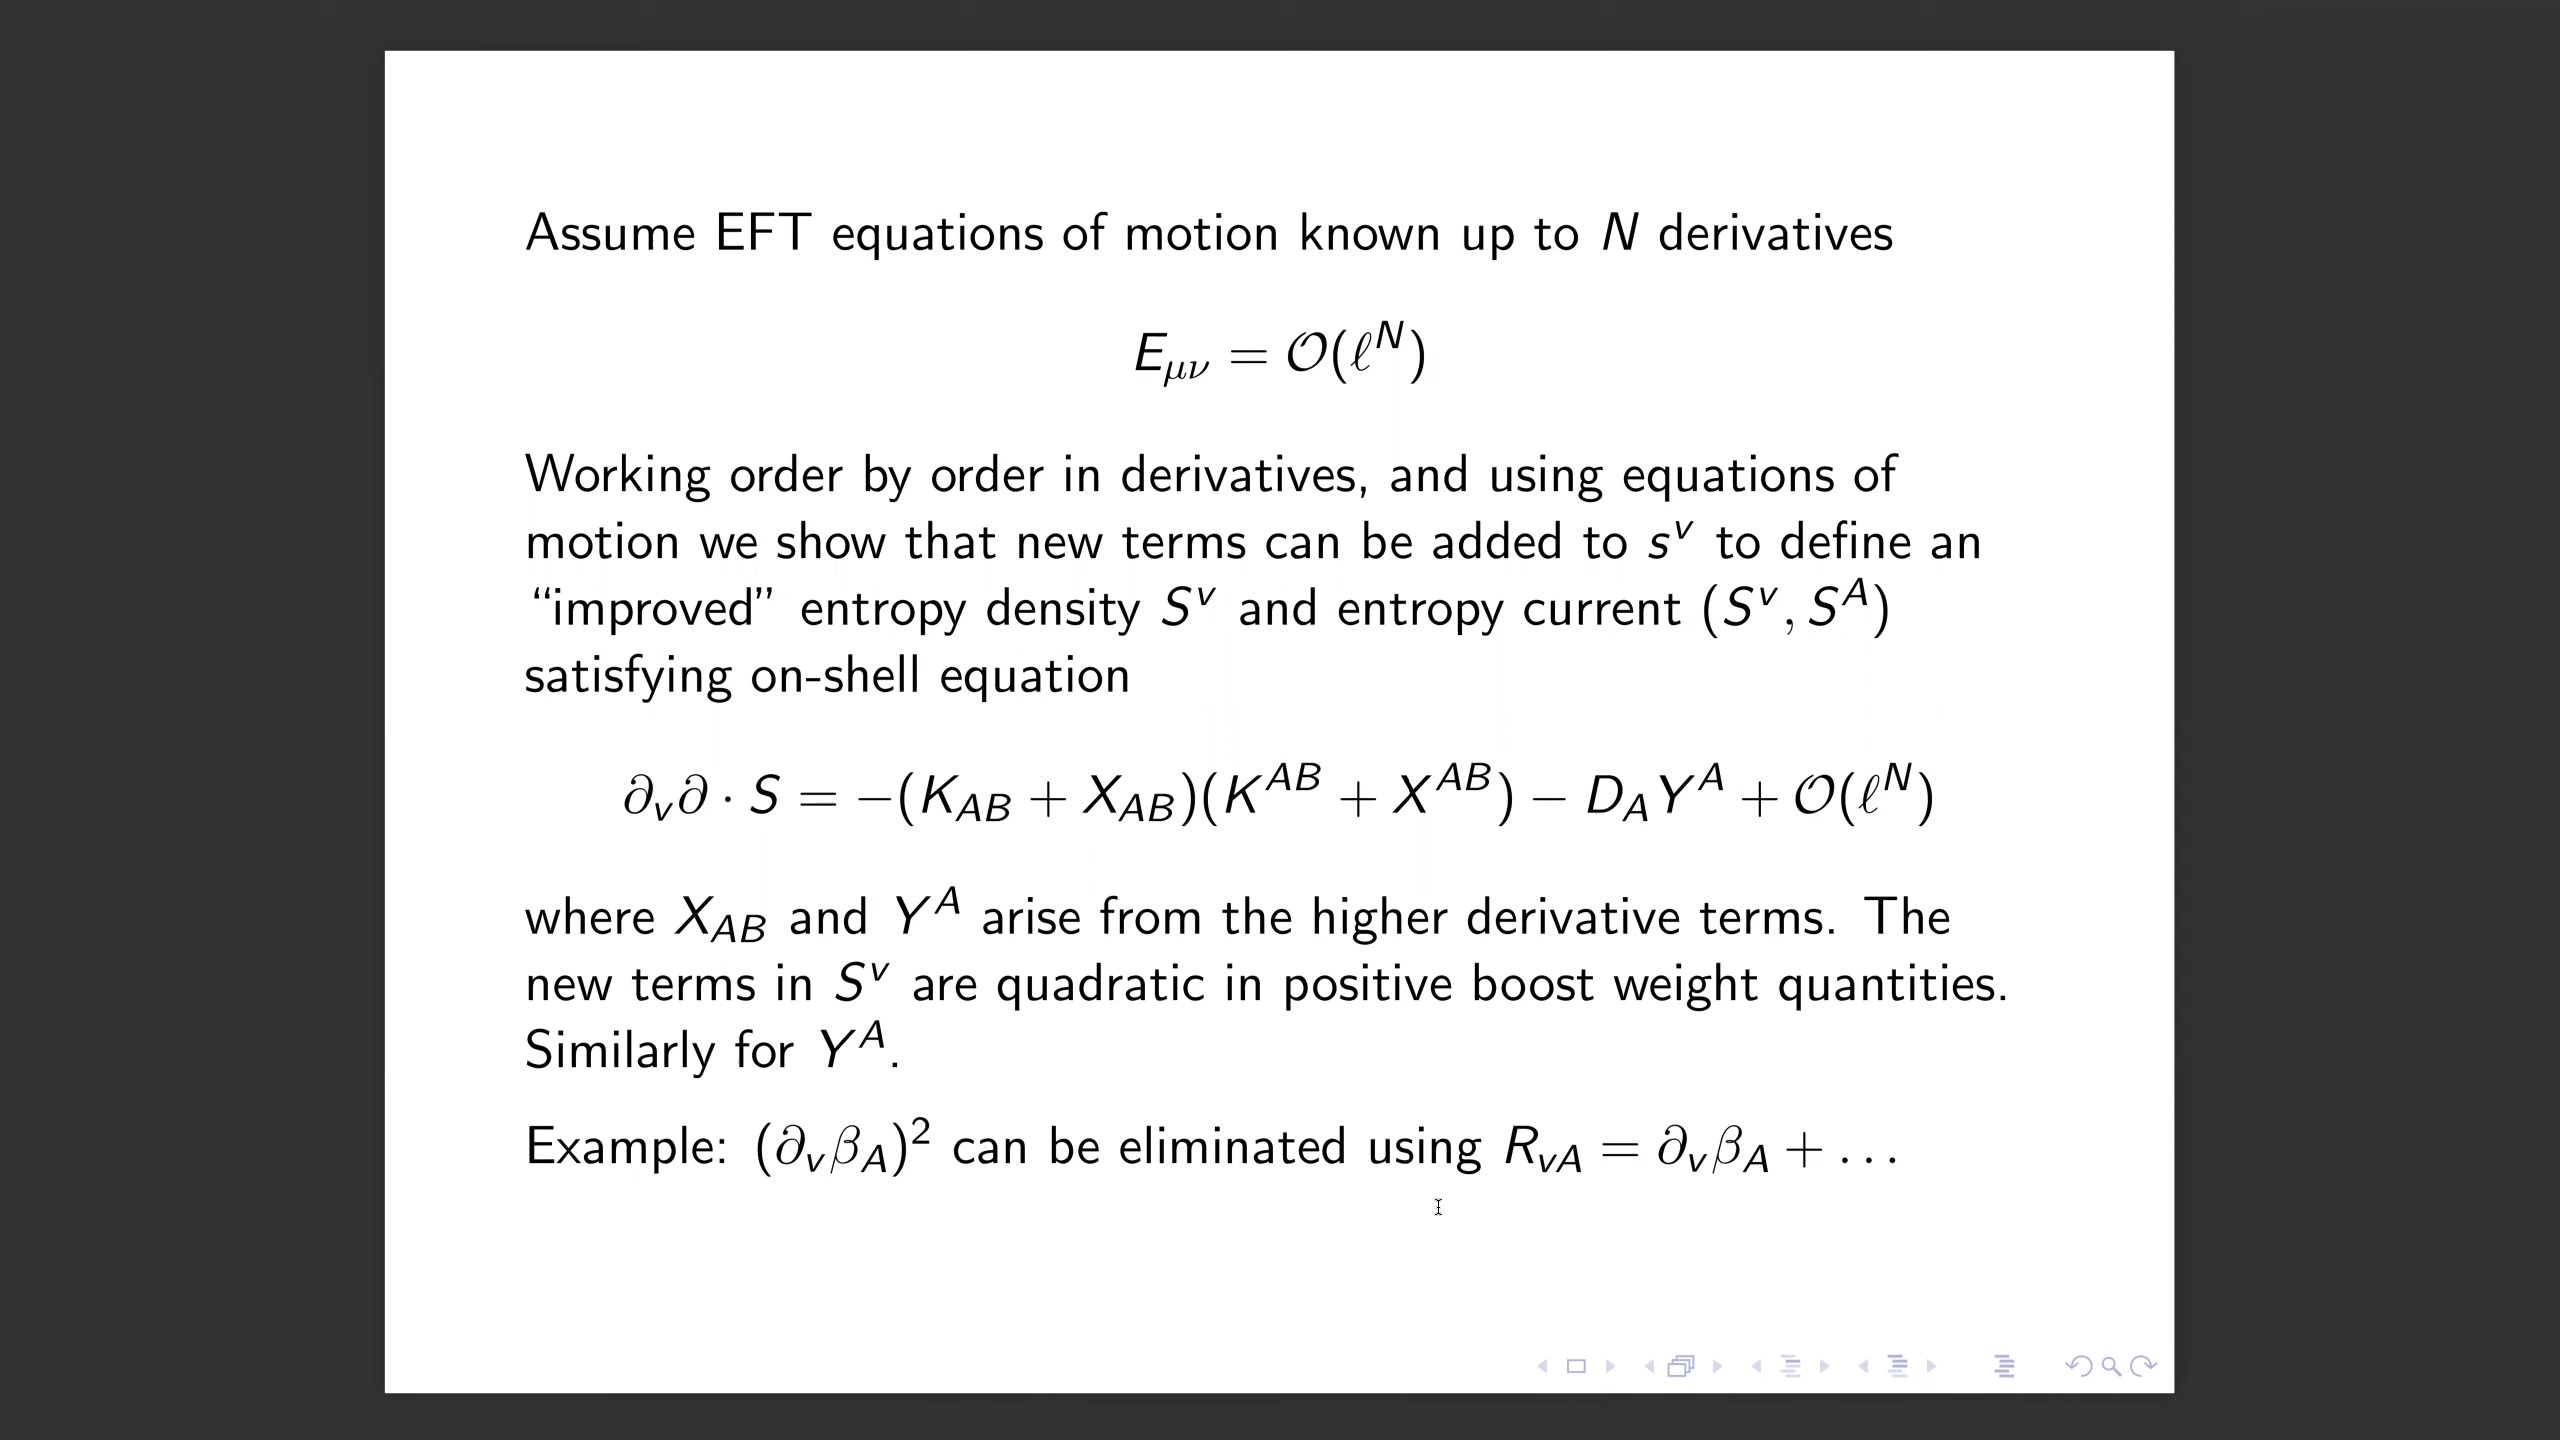 Assume EFT equations of motion known up to N derivatives
E_{μν} = 𝒪(ℓ^N)
Working order by order in derivatives, and using equations of
motion we show that new terms can be added to s^v to define an
“improved” entropy density S^v and entropy current (S^v, S^A)
satisfying on-shell equation
∂_v∂ · S = −(K_{AB} + X_{AB})(K^{AB} + X^{AB}) − D_A Y^A + 𝒪(ℓ^N)
where X_{AB} and Y^A arise from the higher derivative terms. The
new terms in S^v are quadratic in positive boost weight quantities.
Similarly for Y^A.
Example: (∂_vβ_A)^2 can be eliminated using R_{vA} = ∂_vβ_A + ...